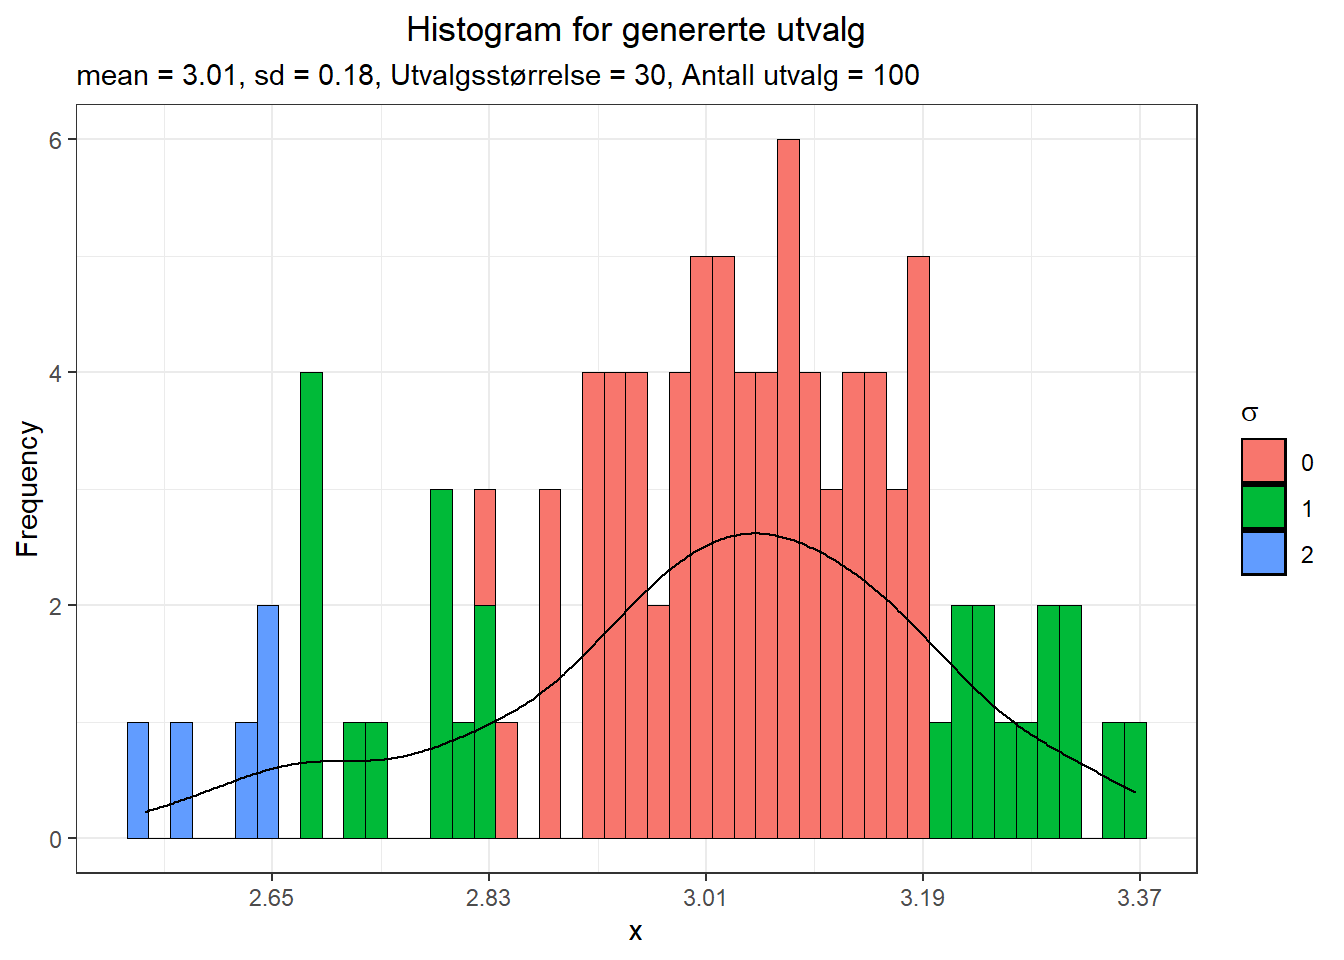 Histogram for genererte utvalg
mean = 3.01, sd = 0.18, Utvalgsstørrelse = 30, Antall utvalg = 100
6
4
2
0
Frequency
2.65 2.83 3.01 3.19 3.37
x
σ
0
1
2